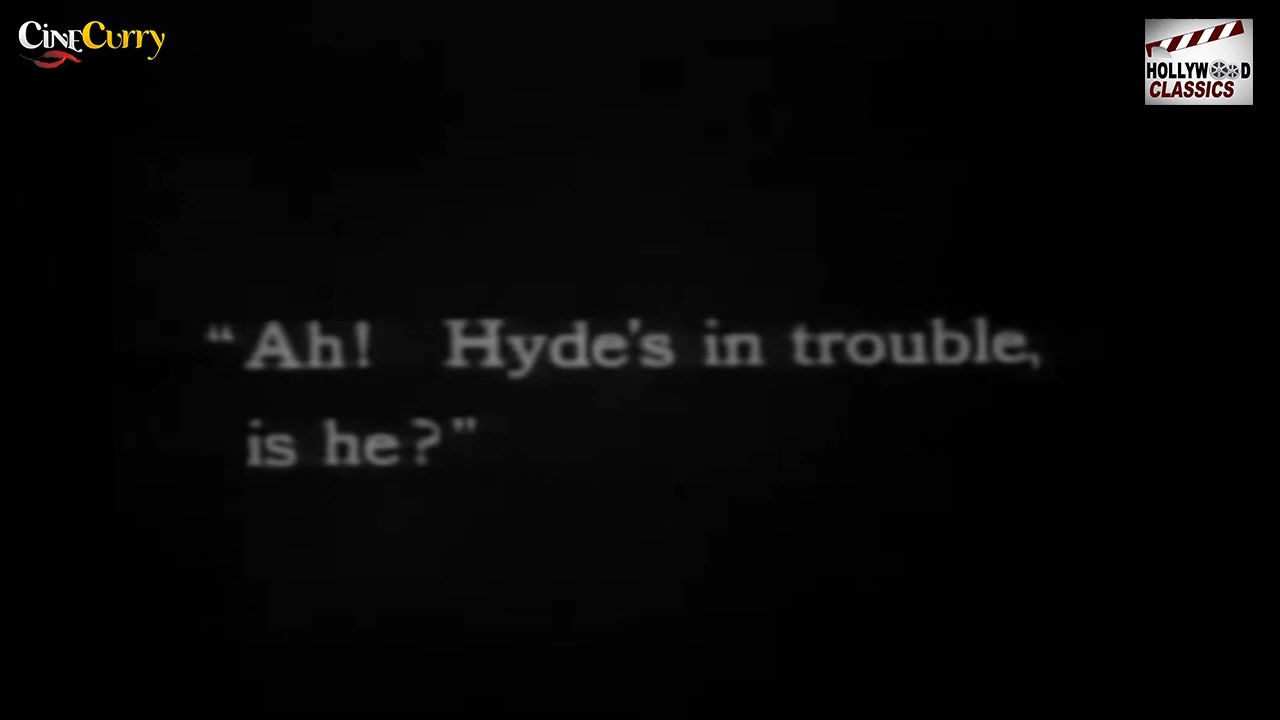 CineCurry
HOLLYWOOD
CLASSICS
“Ah! Hyde's in trouble,
is he?”